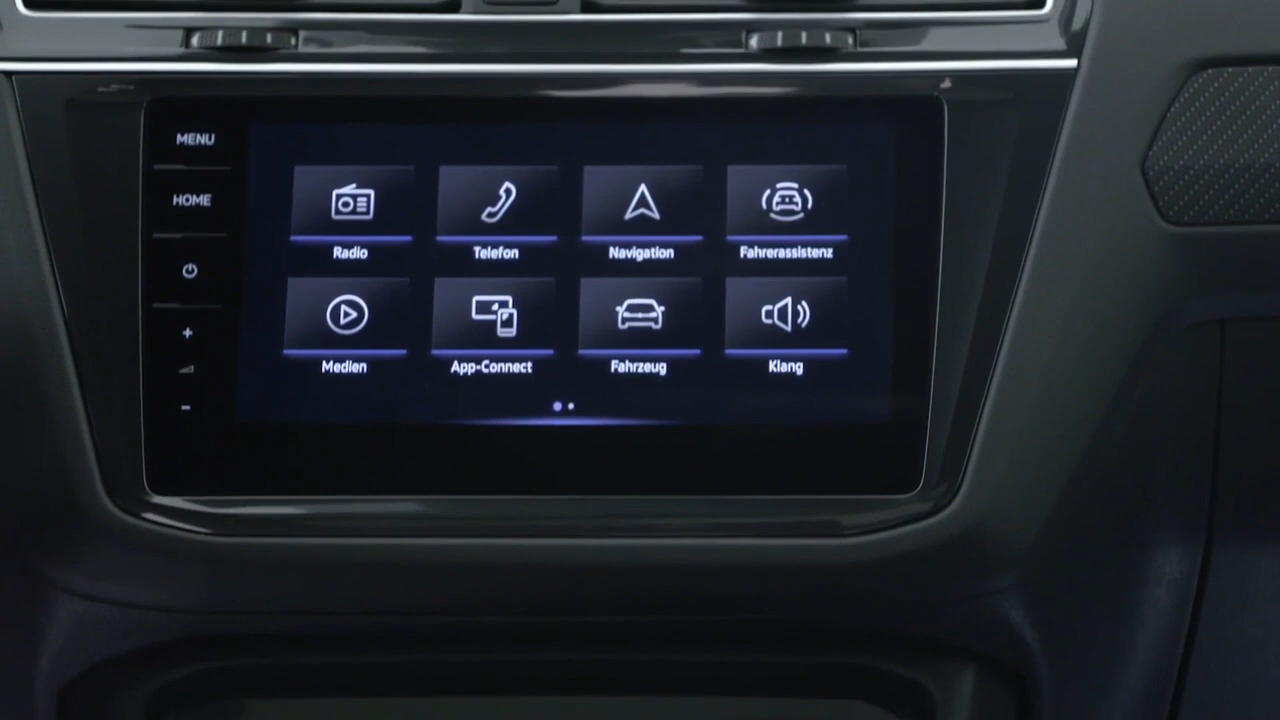 MENU
HOME
+
-
Radio
Telefon
Navigation
Fahrerassistenz
Medien
App-Connect
Fahrzeug
Klang